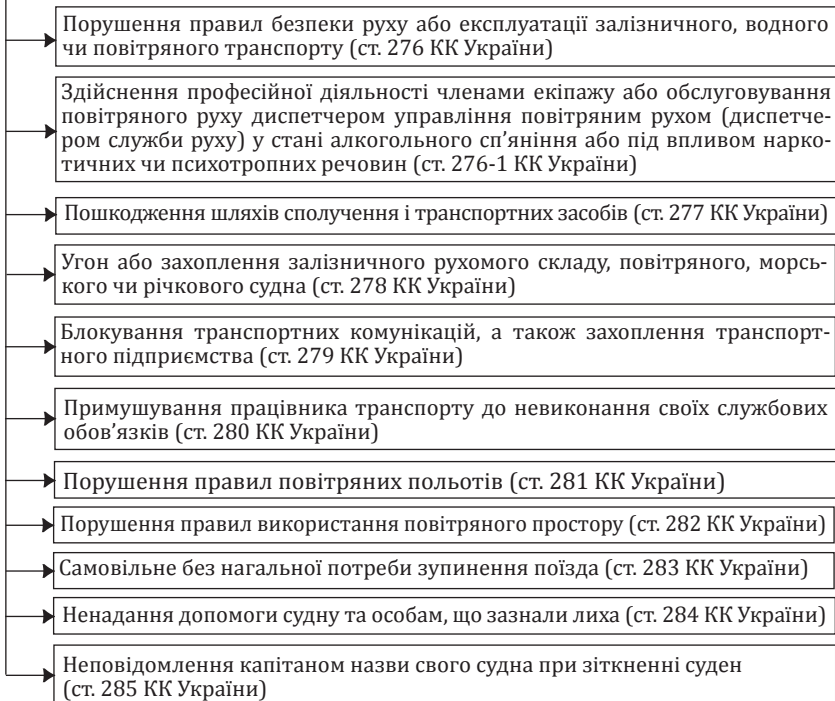 Порушення правил безпеки руху або експлуатації залізничного, водного
чи повітряного транспорту (ст. 276 КК України)
Здійснення професійної діяльності членами екіпажу або обслуговування
повітряного руху диспетчером управління повітряним рухом (диспетче-
ром служби руху) у стані алкогольного сп’яніння або під впливом нарко-
тичних чи психотропних речовин (ст. 276-1 КК України)
Пошкодження шляхів сполучення і транспортних засобів (ст. 277 КК України)
Угон або захоплення залізничного рухомого складу, повітряного, морсь-
кого чи річкового судна (ст. 278 КК України)
Блокування транспортних комунікацій, а також захоплення транспорт-
ного підприємства (ст. 279 КК України)
Примушування працівника транспорту до невиконання своїх службових
обов’язків (ст. 280 КК України)
Порушення правил повітряних польотів (ст. 281 КК України)
Порушення правил використання повітряного простору (ст. 282 КК України)
Самовільне без нагальної потреби зупинення поїзда (ст. 283 КК України)
Ненадання допомоги судну та особам, що зазнали лиха (ст. 284 КК України)
Неповідомлення капітаном назви свого судна при зіткненні суден
(ст. 285 КК України)